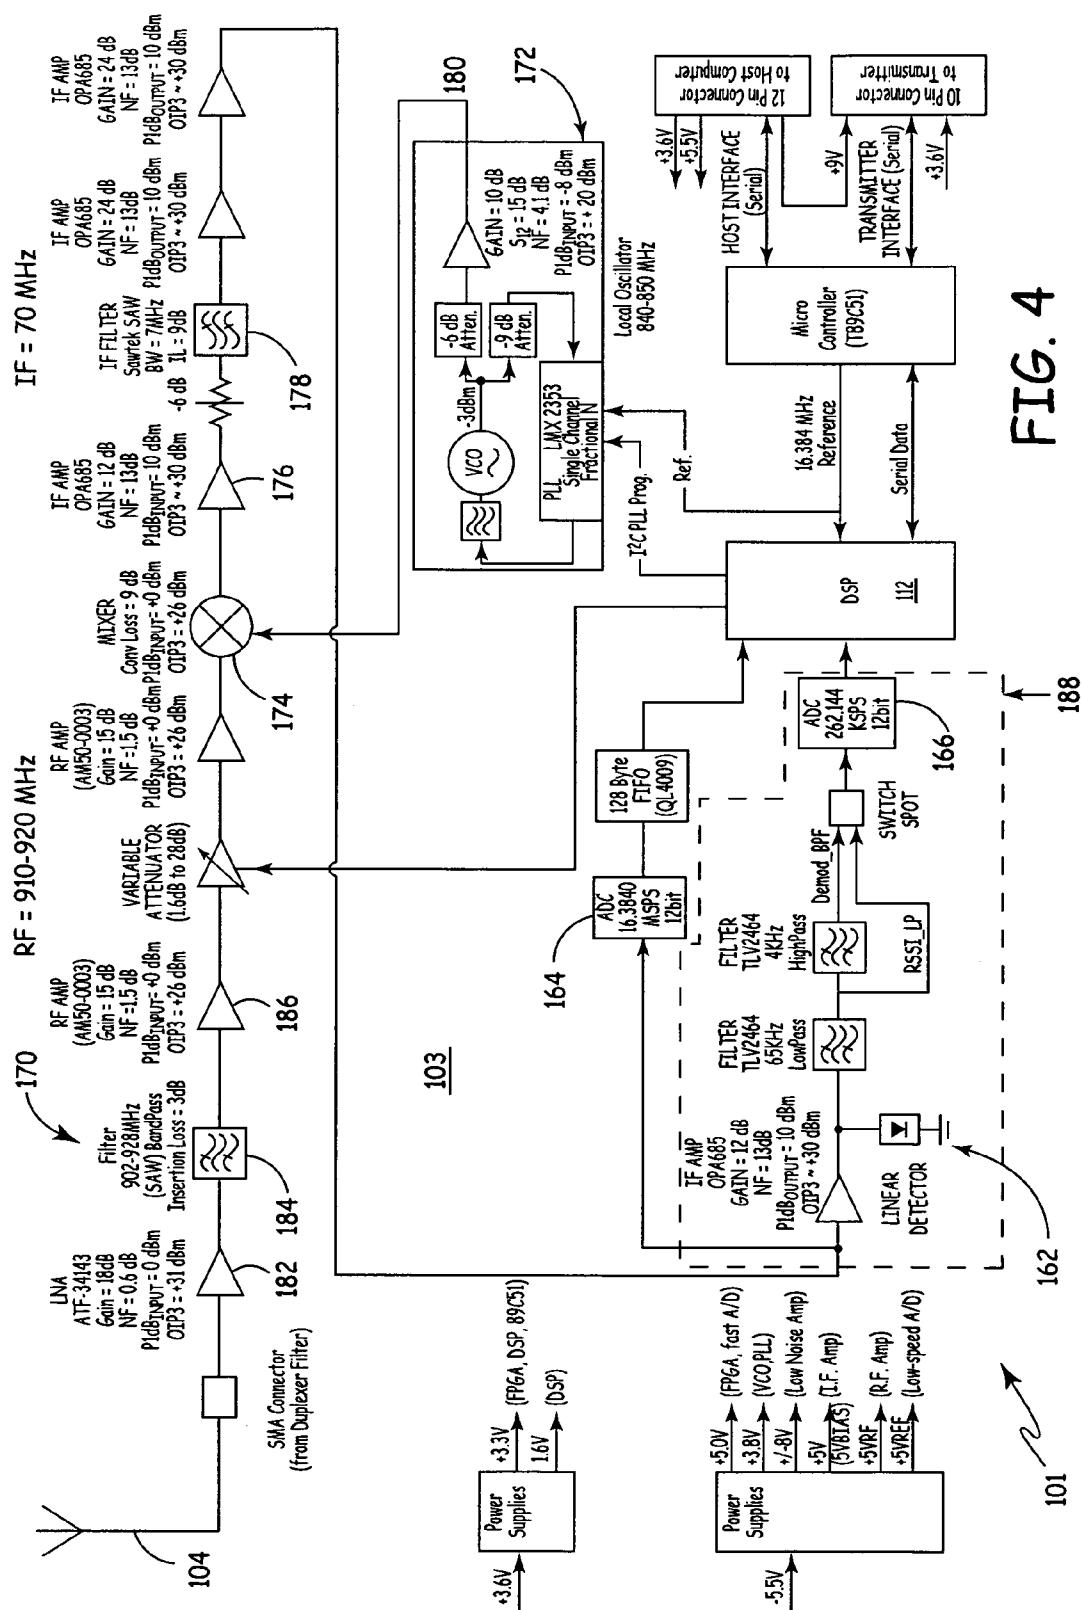 RF = 910-920 MHz
IF = 70 MHz
170
LNA
ATF-34143
Gain = 18dB
NF = 0.6 dB
P1dBINPUT = 0 dBm
OIP3 = +31 dBm
182
Filter
902-928MHz
(SAW) BandPass
Insertion Loss = 3dB
184
RF AMP
(AM50-0003)
Gain = 15 dB
NF =1.5 dB
P1dBINPUT = +0 dBm
OIP3 = +26 dBm
186
VARIABLE
ATTENUATOR
(1.6dB to 28dB)
RF AMP
(AM50-0003)
Gain = 15 dB
NF =1.5 dB
P1dBINPUT = +0 dBm
OIP3 = +26 dBm
MIXER
Conv Loss = 9 dB
P1dBINPUT = +0 dBm
OIP3 = +26 dBm
174
IF AMP
OPA685
GAIN = 12 dB
NF = 13dB
P1dBINPUT = 10 dBm
OIP3 ~ +30 dBm
176
-6 dB
IF FILTER
Sawtek SAW
BW = 7MHz
IL = 9dB
178
IF AMP
OPA685
GAIN = 24 dB
NF = 13dB
P1dBOUTPUT = 10 dBm
OIP3 ~ +30 dBm
IF AMP
OPA685
GAIN = 24 dB
NF = 13dB
P1dBOUTPUT = 10 dBm
OIP3 ~ +30 dBm
104
SMA Connector
(from Duplexer Filter)
103
180
172
VCO
-3dBm
-6 dB
Atten.
-9 dB
Atten.
GAIN = 10 dB
S12 = 15 dB
NF = 4.1 dB
P1dBINPUT = -8 dBm
OIP3 = + 20 dBm
PLL LMX 2353
Single Channel
Fractional N
Local Oscillator
840-850 MHz
I2C PLL Prog.
Ref.
164
ADC
16.3840
MSPS
12bit
128 Byte
FIFO
(QL4009)
DSP
112
16.384 MHz
Reference
Serial Data
Micro
Controller
(TB9C51)
HOST INTERFACE
(Serial)
+3.6V
+5.5V
12 Pin Connector
to Host Computer
+9V
TRANSMITTER
INTERFACE (Serial)
+3.6V
10 Pin Connector
to Transmitter
IF AMP
OPA685
GAIN = 12 dB
NF = 13dB
P1dBOUTPUT = 10 dBm
OIP3 ~ +30 dBm
LINEAR
DETECTOR
162
FILTER
TLV2464
65KHz
LowPass
FILTER
TLV2464
4KHz
HighPass
Demod_BPF
RSSI_LP
SWITCH
SPOT
ADC
262.144
KSPS
12bit
166
188
+3.6V
Power
Supplies
+3.3V
(FPGA, DSP, 89C51)
1.6V
(DSP)
-5.5V
Power
Supplies
+5.0V
(FPGA, fast A/D)
+3.8V
(VCO,PLL)
+/-8V
(Low Noise Amp)
+5V
(5VBIAS)
(I.F. Amp)
+5VRF
(R.F. Amp)
+5VREF
(Low-speed A/D)
101
FIG. 4